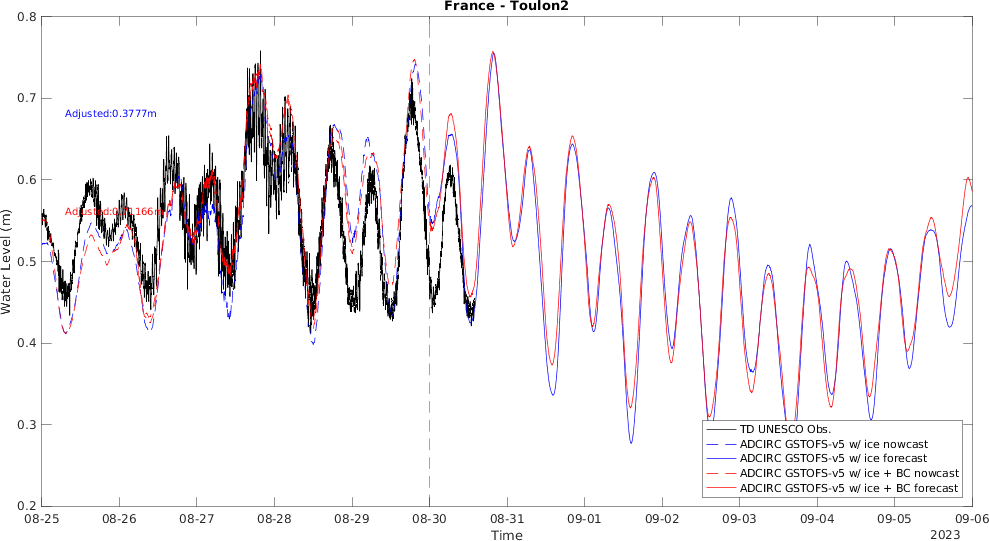 France - Toulon2
Water Level (m)
0.8
0.7
0.6
0.5
0.4
0.3
0.2
Adjusted:0.3777m
TD UNESCO Obs.
ADCIRC GSTOFS-v5 w/ ice nowcast
ADCIRC GSTOFS-v5 w/ ice forecast
ADCIRC GSTOFS-v5 w/ ice + BC nowcast
ADCIRC GSTOFS-v5 w/ ice + BC forecast
08-25 08-26 08-27 08-28 08-29 08-30 08-31 09-01 09-02 09-03 09-04 09-05 09-06
Time
2023